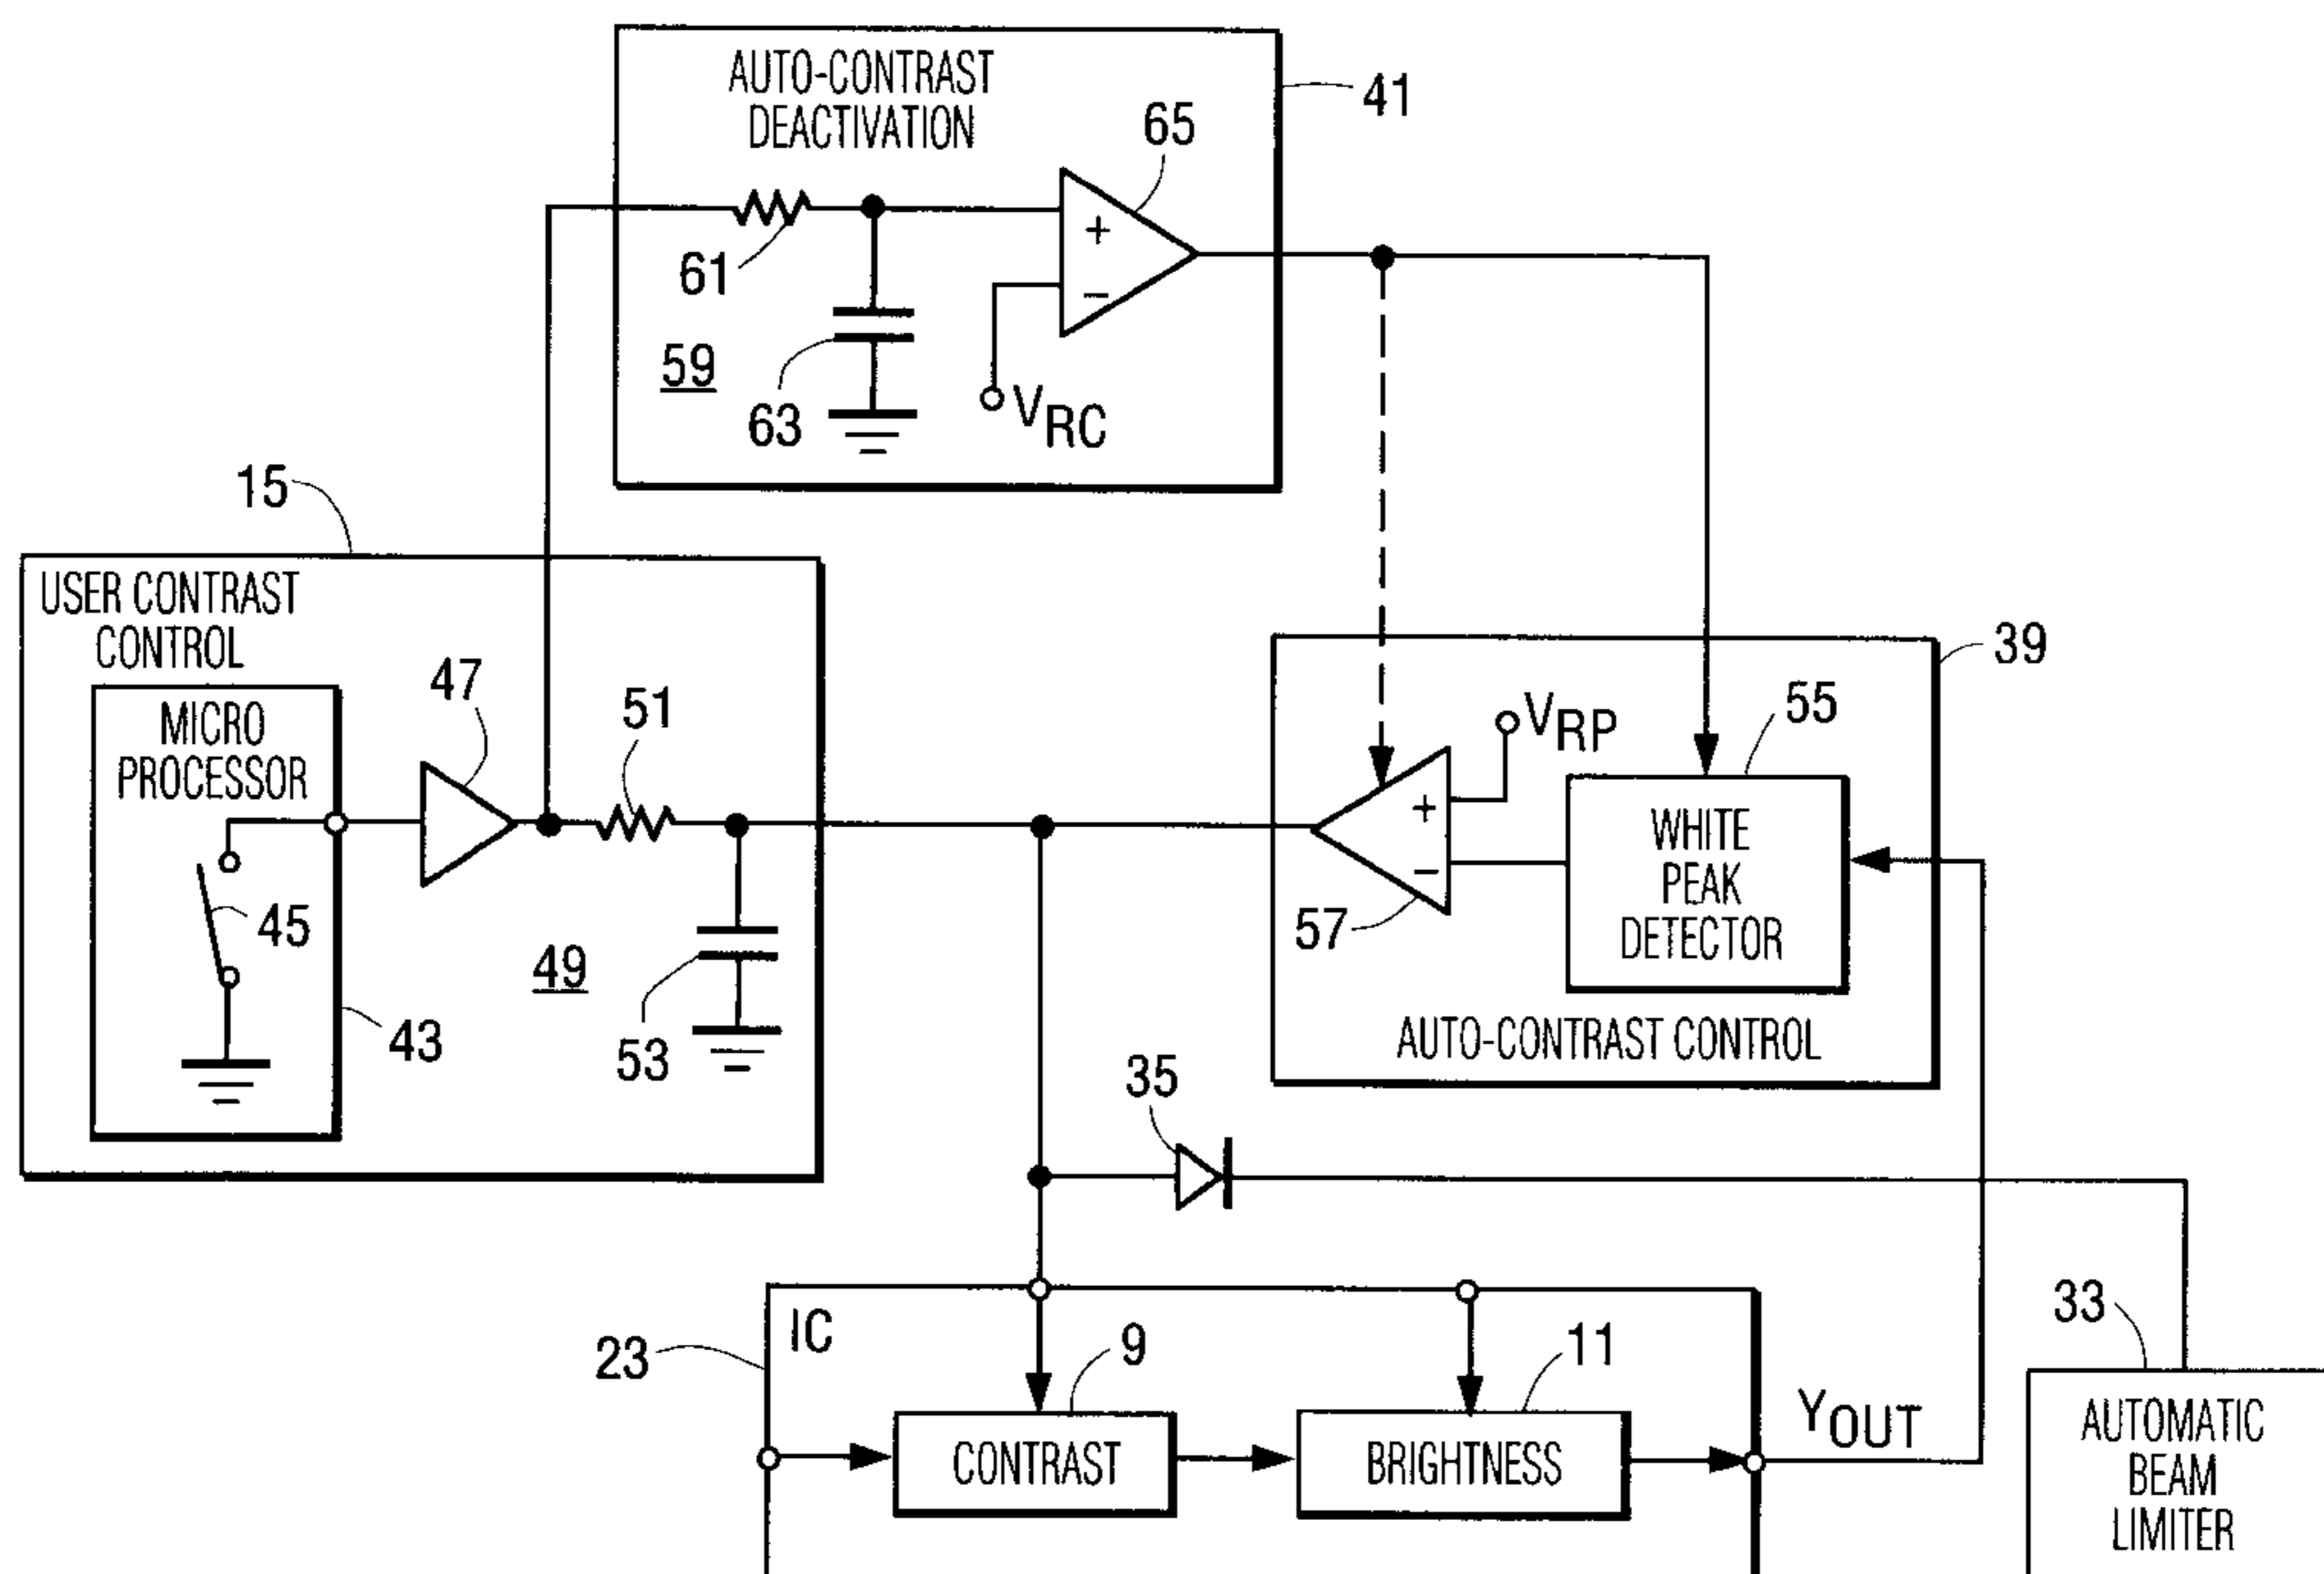 AUTO-CONTRAST
DEACTIVATION
41
65
+
61
−
59
63
VRC
15
USER CONTRAST
CONTROL
39
47
51
55
MICRO
PROCESSOR
VRP
+
WHITE
PEAK
DETECTOR
−
45
57
49
43
53
AUTO-CONTRAST CONTROL
35
33
IC
23
9
11
YOUT
CONTRAST
BRIGHTNESS
AUTOMATIC
BEAM
LIMITER